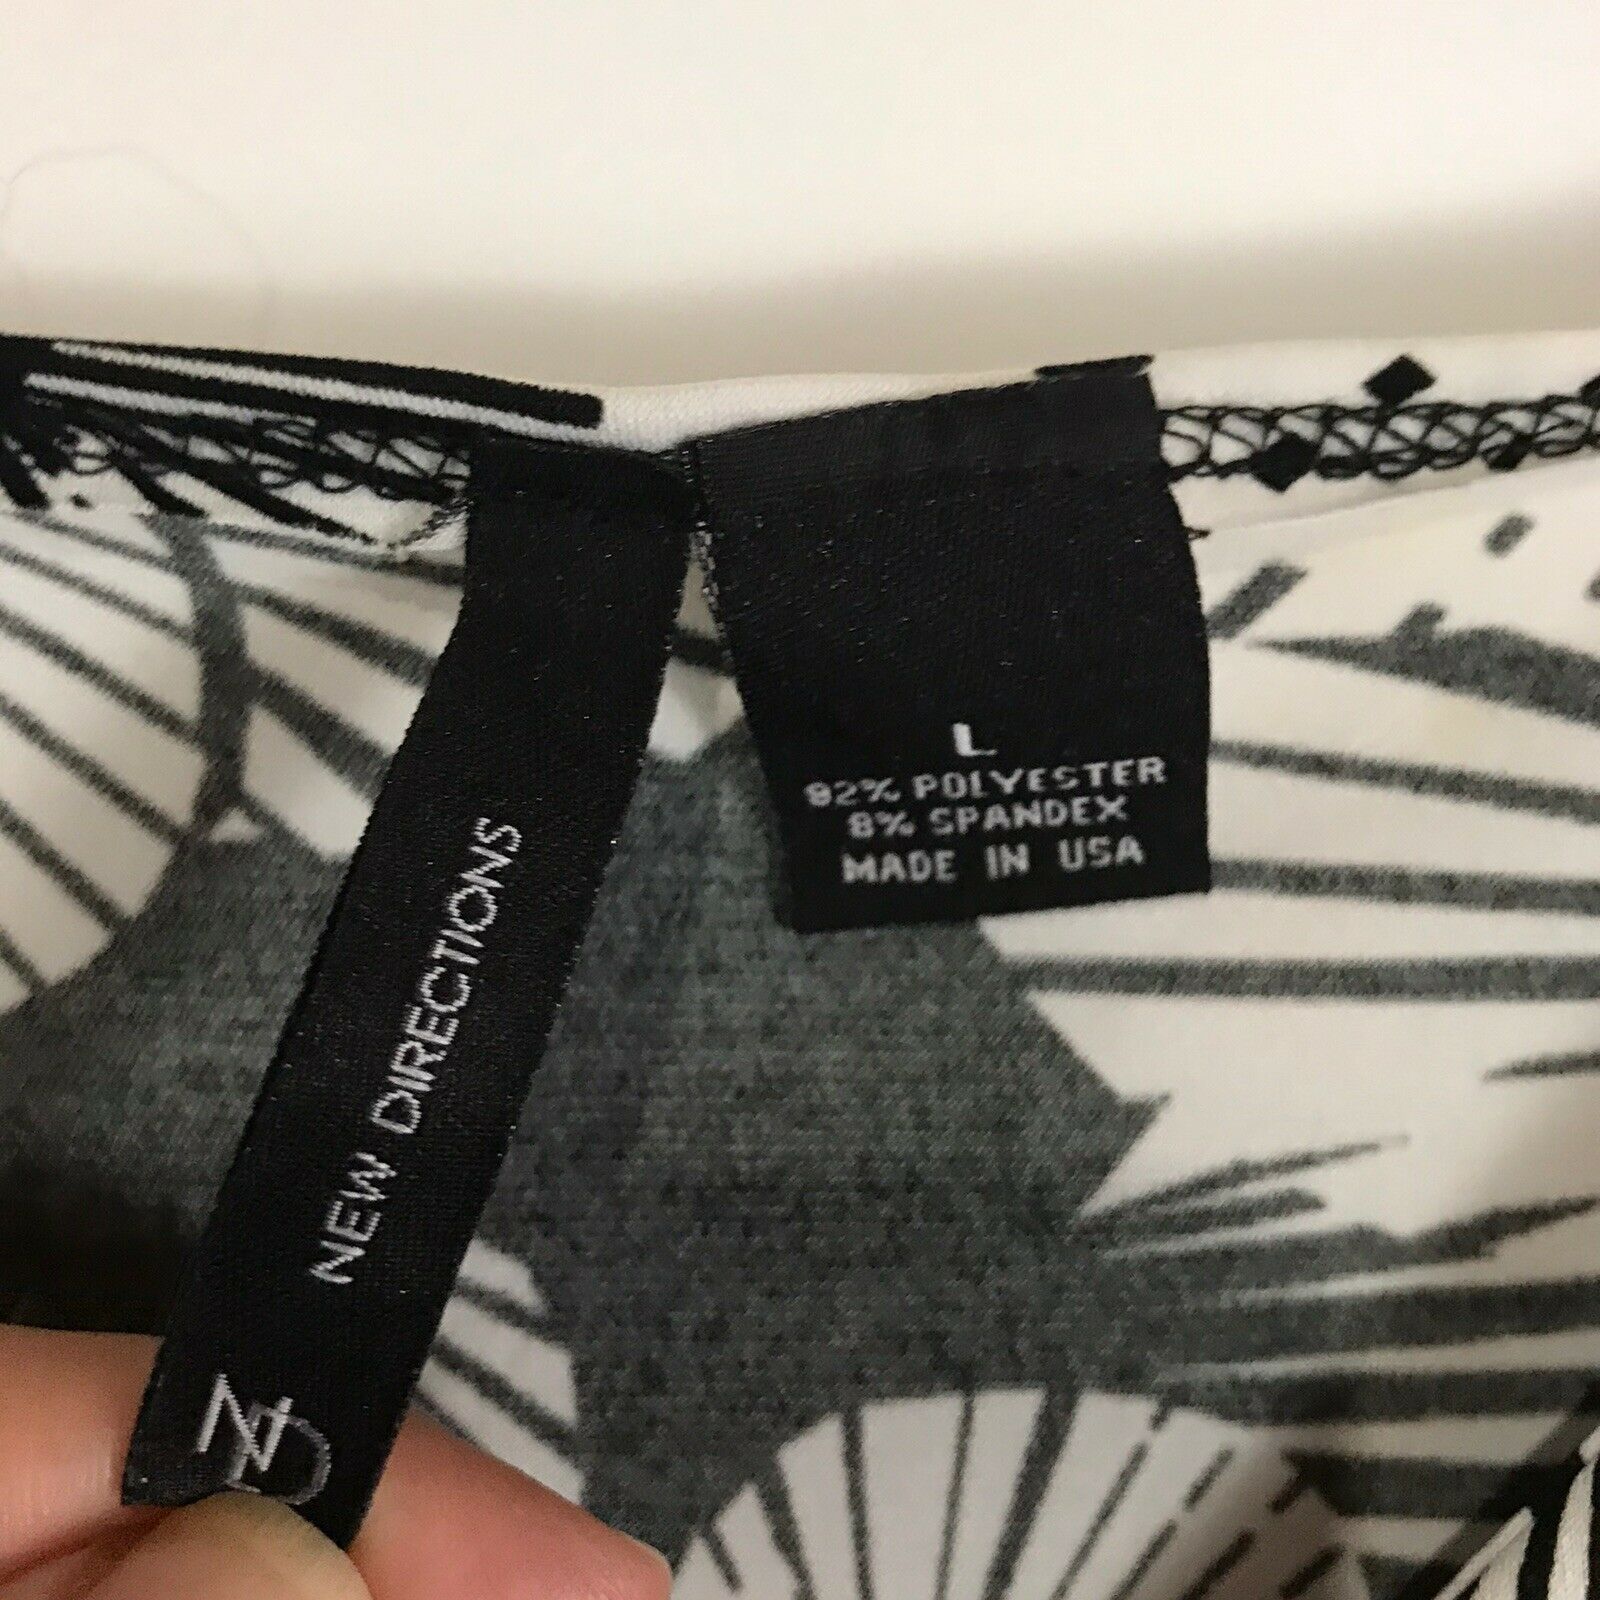 NEW DIRECTIONS
ND
L
92% POLYESTER
8% SPANDEX
MADE IN USA